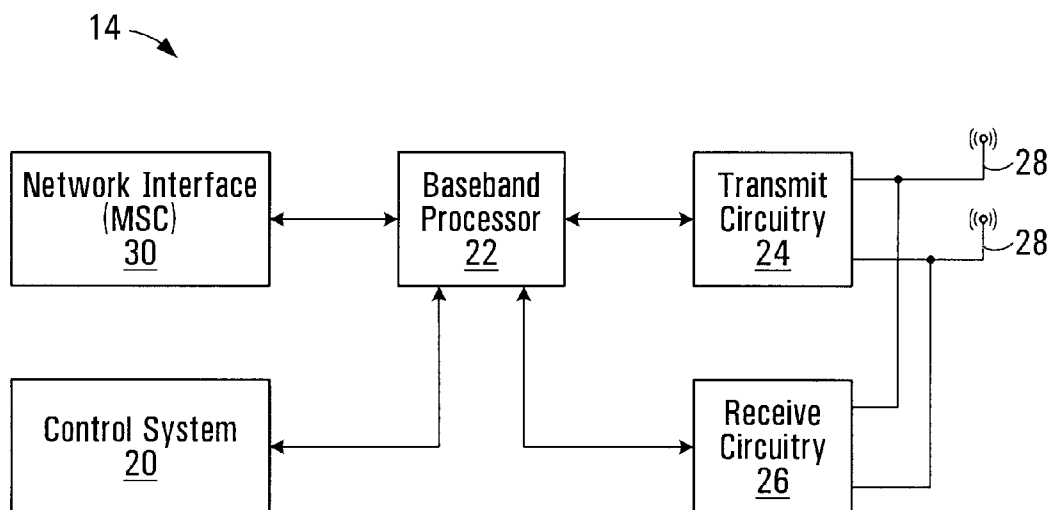 14
Network Interface
(MSC)
30
Baseband
Processor
22
Transmit
Circuitry
24
28
28
Control System
20
Receive
Circuitry
26